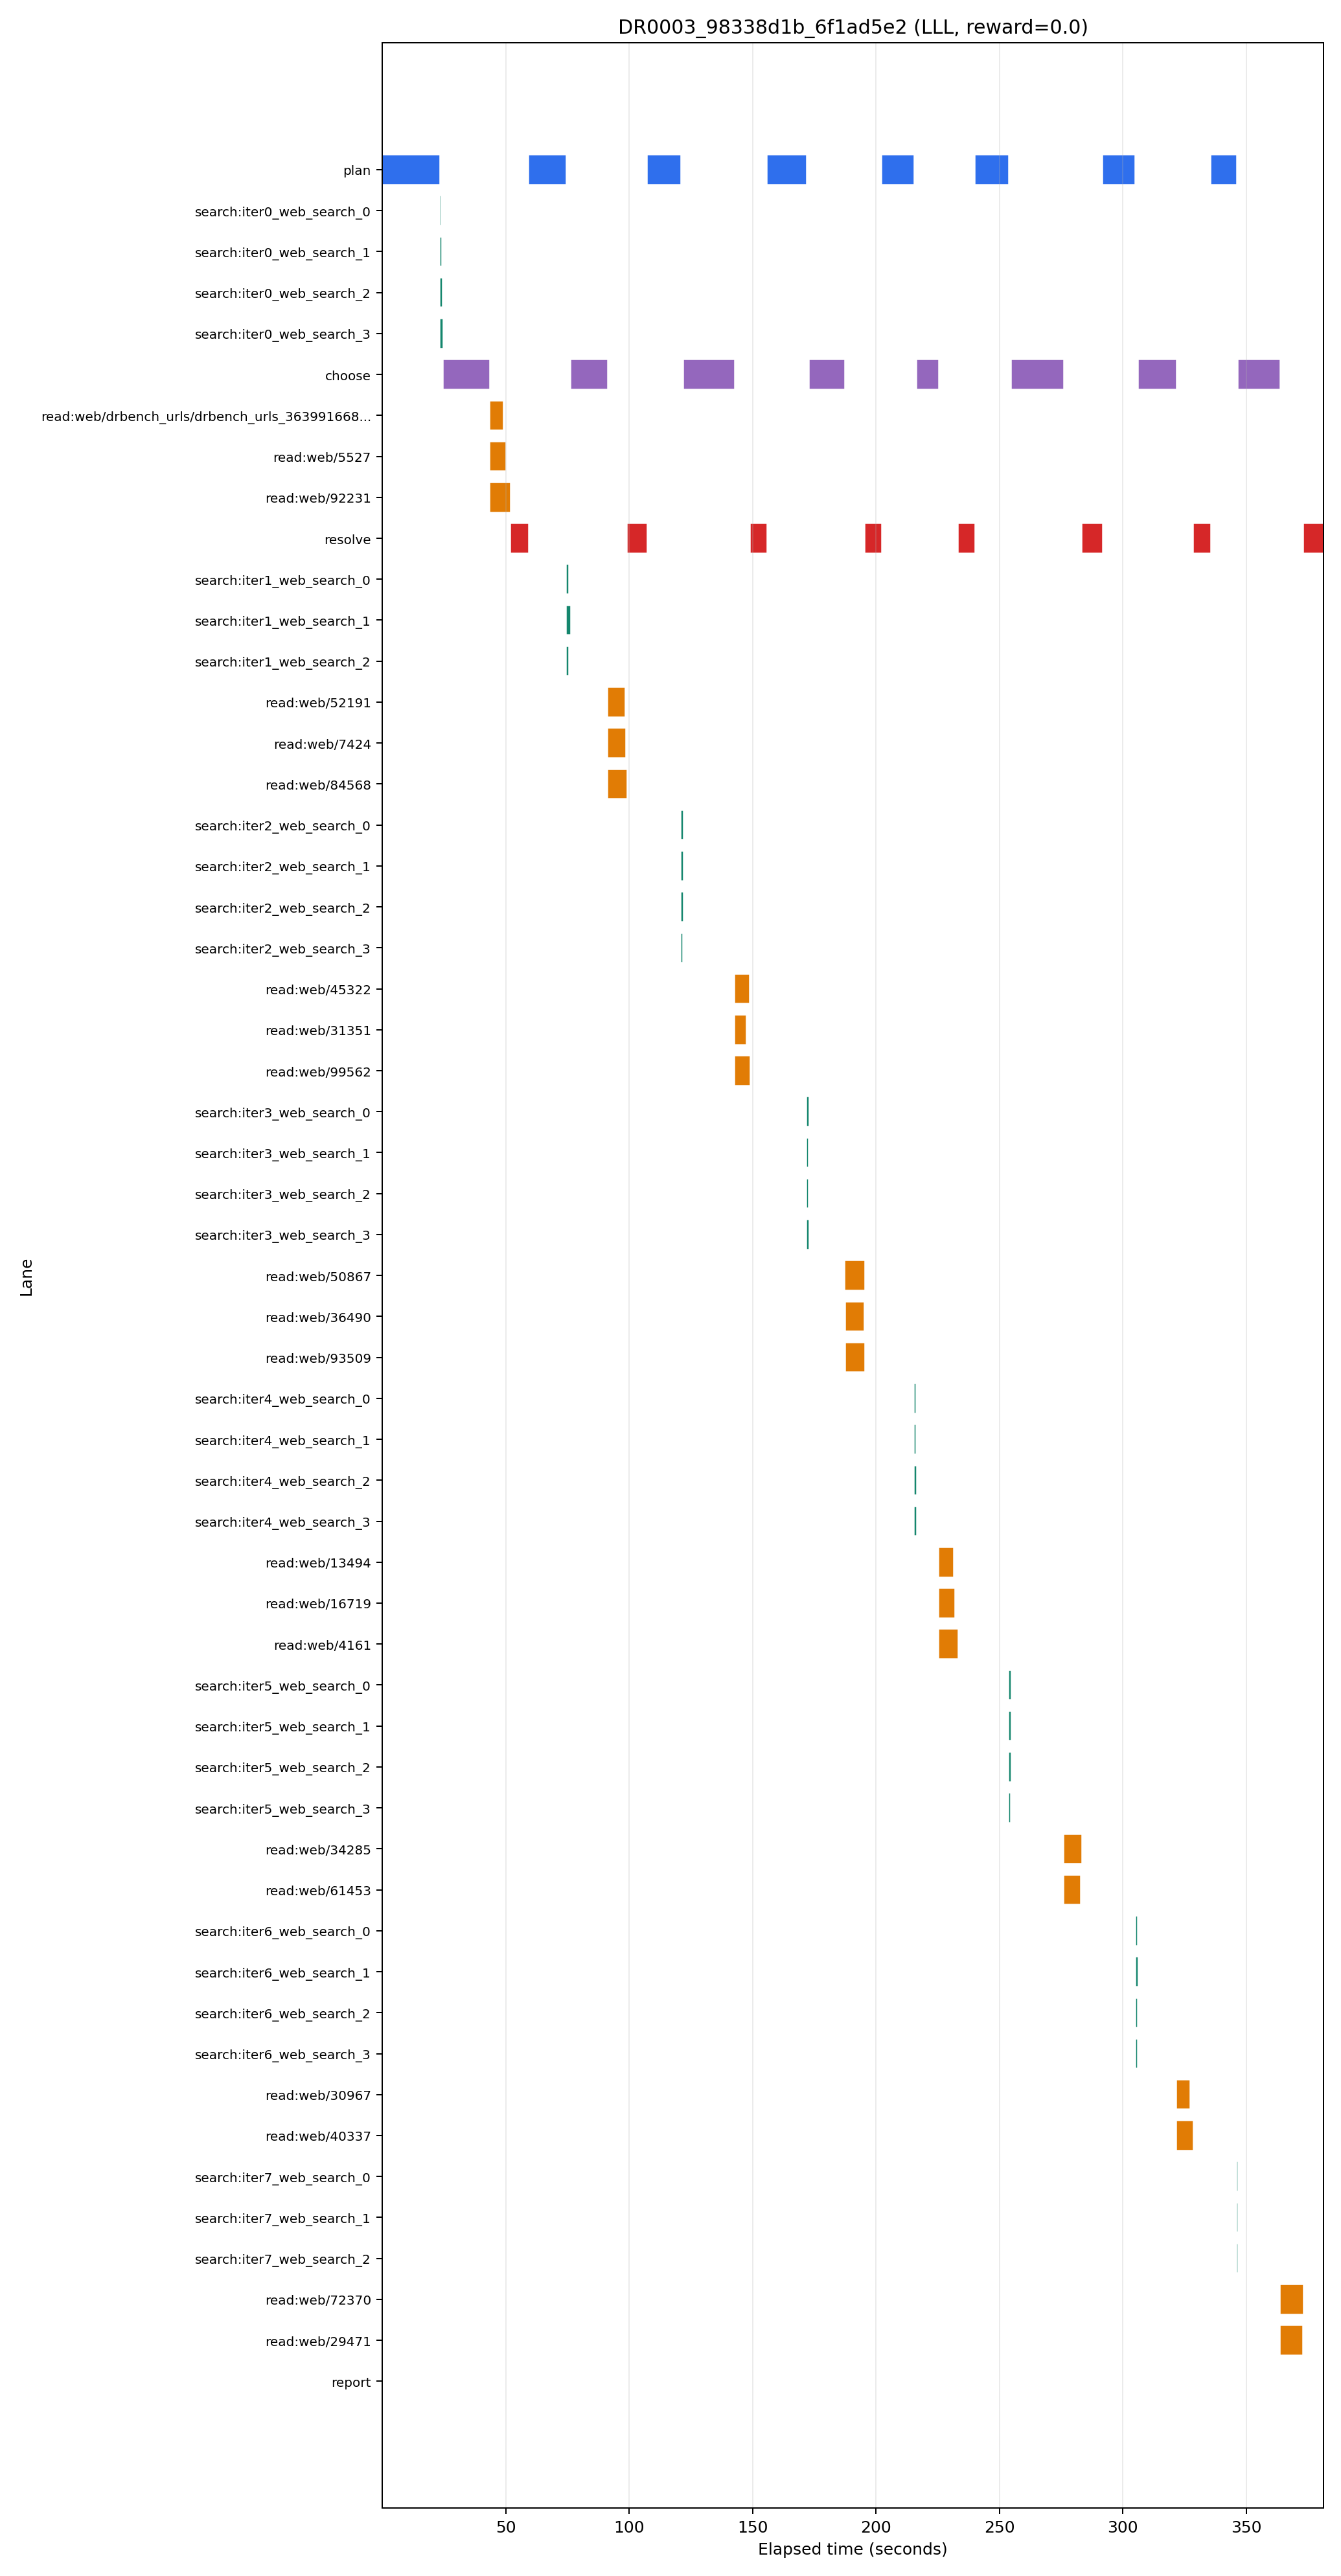 DR0003_98338d1b_6f1ad5e2 (LLL, reward=0.0)
plan
search:iter0_web_search_0
search:iter0_web_search_1
search:iter0_web_search_2
search:iter0_web_search_3
choose
read:web/drbench_urls/drbench_urls_363991668...
read:web/5527
read:web/92231
resolve
search:iter1_web_search_0
search:iter1_web_search_1
search:iter1_web_search_2
read:web/52191
read:web/7424
read:web/84568
search:iter2_web_search_0
search:iter2_web_search_1
search:iter2_web_search_2
search:iter2_web_search_3
read:web/45322
read:web/31351
read:web/99562
search:iter3_web_search_0
search:iter3_web_search_1
search:iter3_web_search_2
search:iter3_web_search_3
Lane
read:web/50867
read:web/36490
read:web/93509
search:iter4_web_search_0
search:iter4_web_search_1
search:iter4_web_search_2
search:iter4_web_search_3
read:web/13494
read:web/16719
read:web/4161
search:iter5_web_search_0
search:iter5_web_search_1
search:iter5_web_search_2
search:iter5_web_search_3
read:web/34285
read:web/61453
search:iter6_web_search_0
search:iter6_web_search_1
search:iter6_web_search_2
search:iter6_web_search_3
read:web/30967
read:web/40337
search:iter7_web_search_0
search:iter7_web_search_1
search:iter7_web_search_2
read:web/72370
read:web/29471
report
50 100 150 200 250 300 350
Elapsed time (seconds)